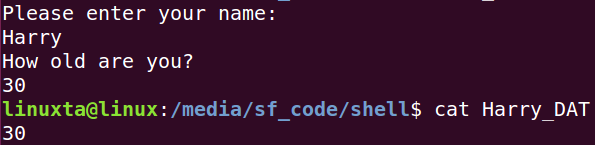 Please enter your name:
Harry
How old are you?
30
linuxta@linux:/media/sf_code/shell$ cat Harry_DAT
30